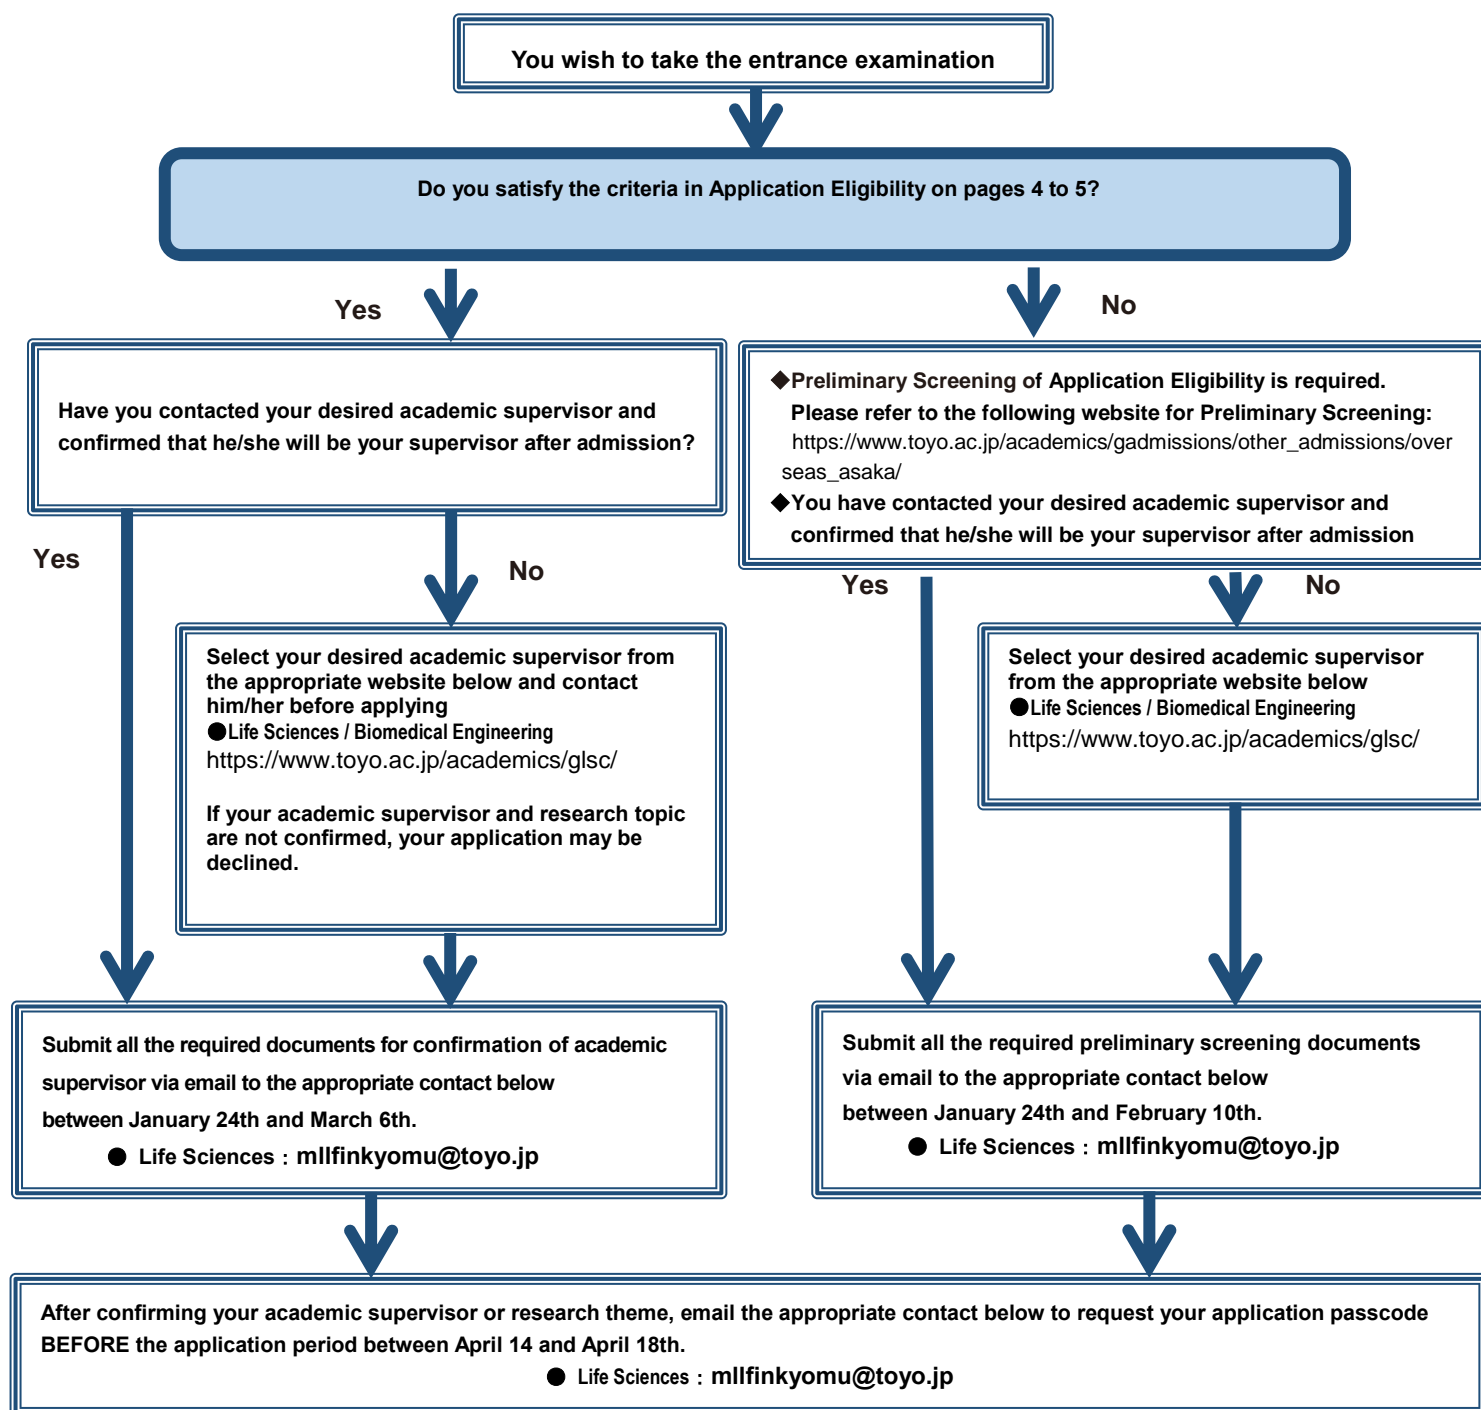 You wish to take the entrance examination
Do you satisfy the criteria in Application Eligibility on pages 4 to 5?
Yes
No
Have you contacted your desired academic supervisor and
confirmed that he/she will be your supervisor after admission?
◆Preliminary Screening of Application Eligibility is required.
Please refer to the following website for Preliminary Screening:
https://www.toyo.ac.jp/academics/gadmissions/other_admissions/over
seas_asaka/
◆You have contacted your desired academic supervisor and
confirmed that he/she will be your supervisor after admission
Yes
No
Yes
No
Select your desired academic supervisor from
the appropriate website below and contact
him/her before applying
●Life Sciences / Biomedical Engineering
https://www.toyo.ac.jp/academics/glsc/
If your academic supervisor and research topic
are not confirmed, your application may be
declined.
Select your desired academic supervisor
from the appropriate website below
●Life Sciences / Biomedical Engineering
https://www.toyo.ac.jp/academics/glsc/
Submit all the required documents for confirmation of academic
supervisor via email to the appropriate contact below
between January 24th and March 6th.
● Life Sciences：mllfinkyomu@toyo.jp
Submit all the required preliminary screening documents
via email to the appropriate contact below
between January 24th and February 10th.
● Life Sciences：mllfinkyomu@toyo.jp
After confirming your academic supervisor or research theme, email the appropriate contact below to request your application passcode
BEFORE the application period between April 14 and April 18th.
● Life Sciences：mllfinkyomu@toyo.jp